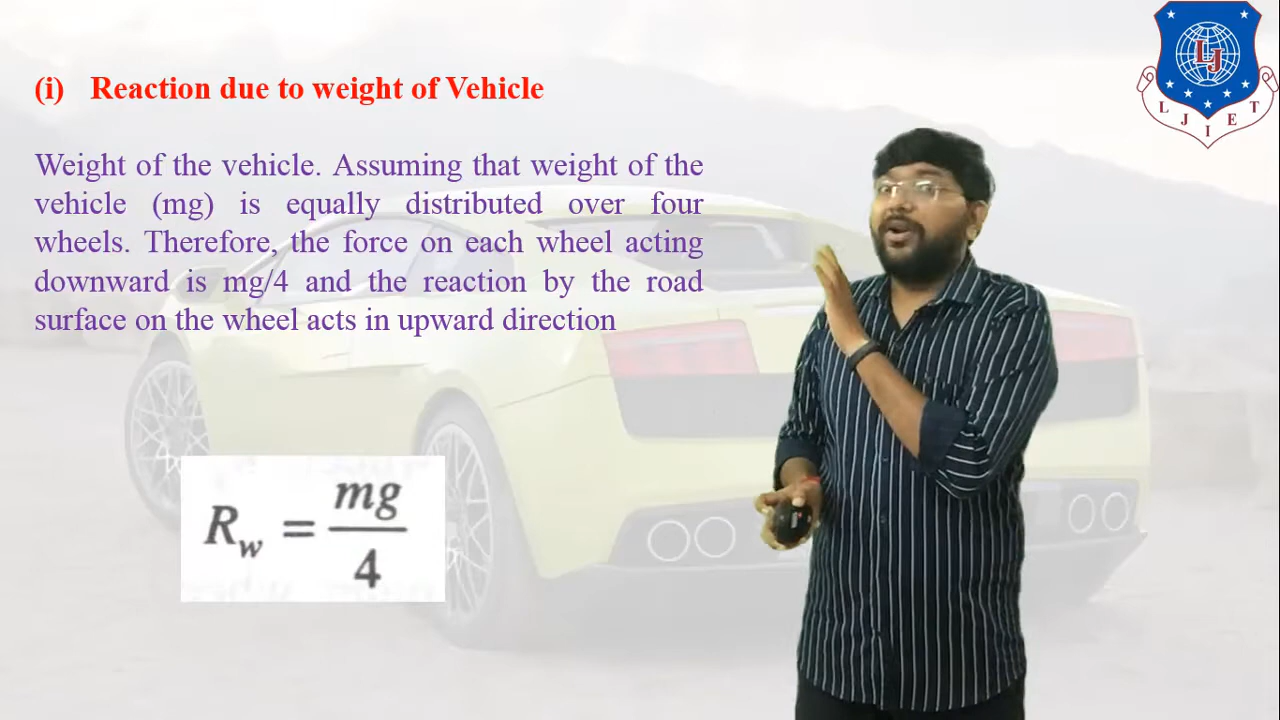 (i) Reaction due to weight of Vehicle
Weight of the vehicle. Assuming that weight of the
vehicle (mg) is equally distributed over four
wheels. Therefore, the force on each wheel acting
downward is mg/4 and the reaction by the road
surface on the wheel acts in upward direction
R_w = mg/4
LJ
LJIET